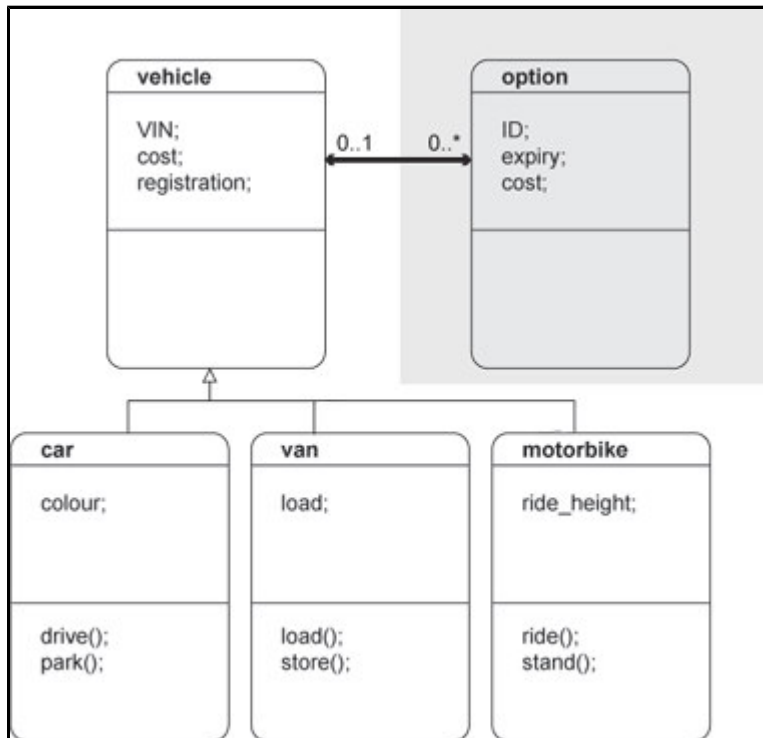 vehicle
VIN;
cost;
registration;
0..1
0..*
option
ID;
expiry;
cost;
car
colour;
drive();
park();
van
load;
load();
store();
motorbike
ride_height;
ride();
stand();